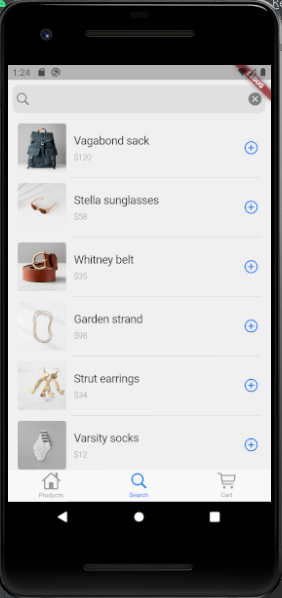 1:24
Vagabond sack
$120
Stella sunglasses
$58
Whitney belt
$35
Garden strand
$98
Strut earrings
$34
Varsity socks
$12
Products
Search
Cart